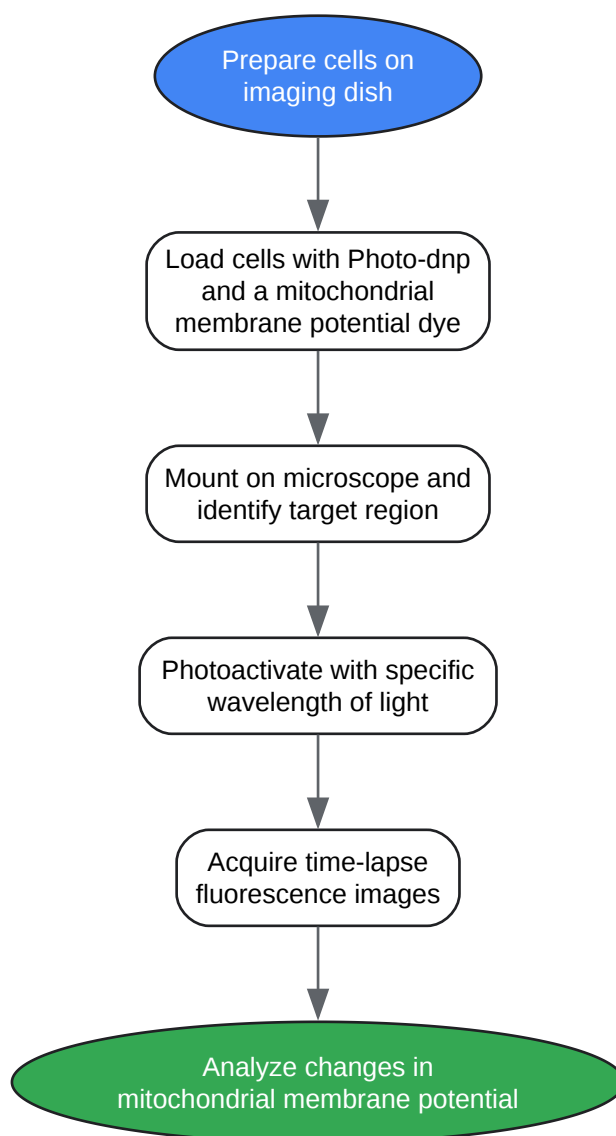 Prepare cells on
imaging dish
Load cells with Photo-dnp
and a mitochondrial
membrane potential dye
Mount on microscope and
identify target region
Photoactivate with specific
wavelength of light
Acquire time-lapse
fluorescence images
Analyze changes in
mitochondrial membrane potential